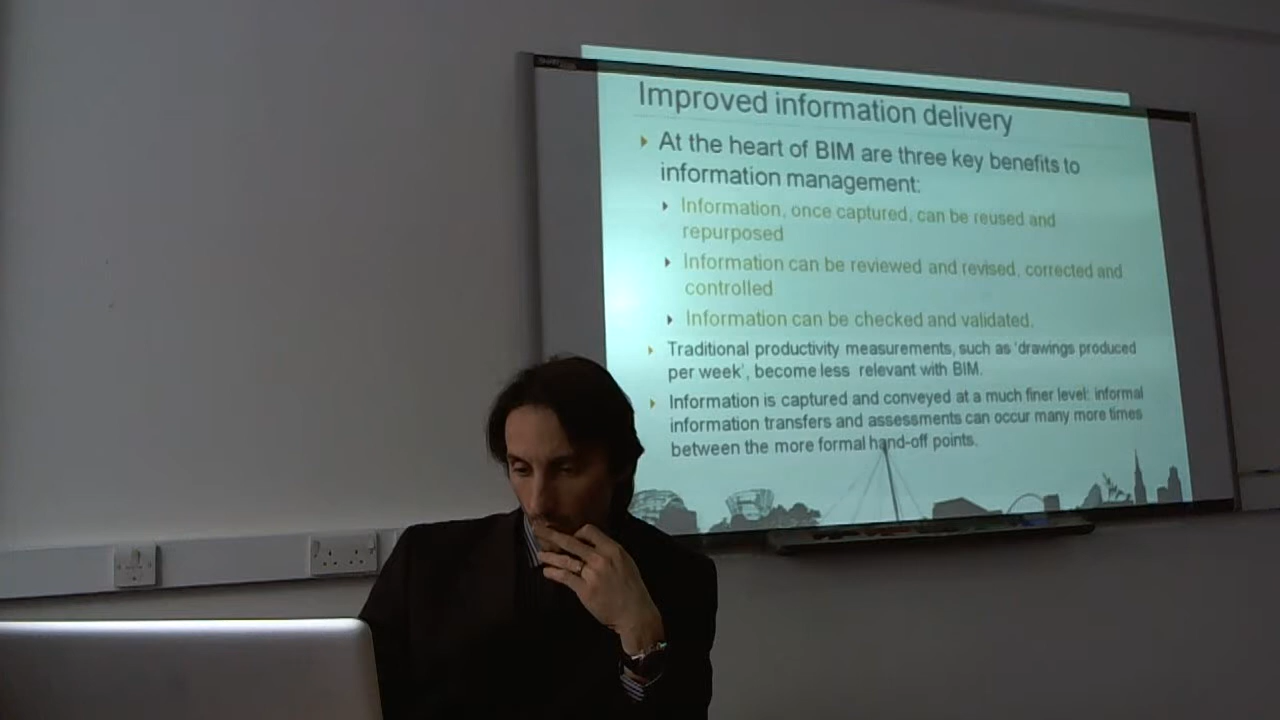 SMART
Improved information delivery
At the heart of BIM are three key benefits to
information management:
Information, once captured, can be reused and
repurposed
Information can be reviewed and revised, corrected and
controlled
Information can be checked and validated.
Traditional productivity measurements, such as 'drawings produced
per week', become less relevant with BIM.
Information is captured and conveyed at a much finer level: informal
information transfers and assessments can occur many more times
between the more formal hand-off points.